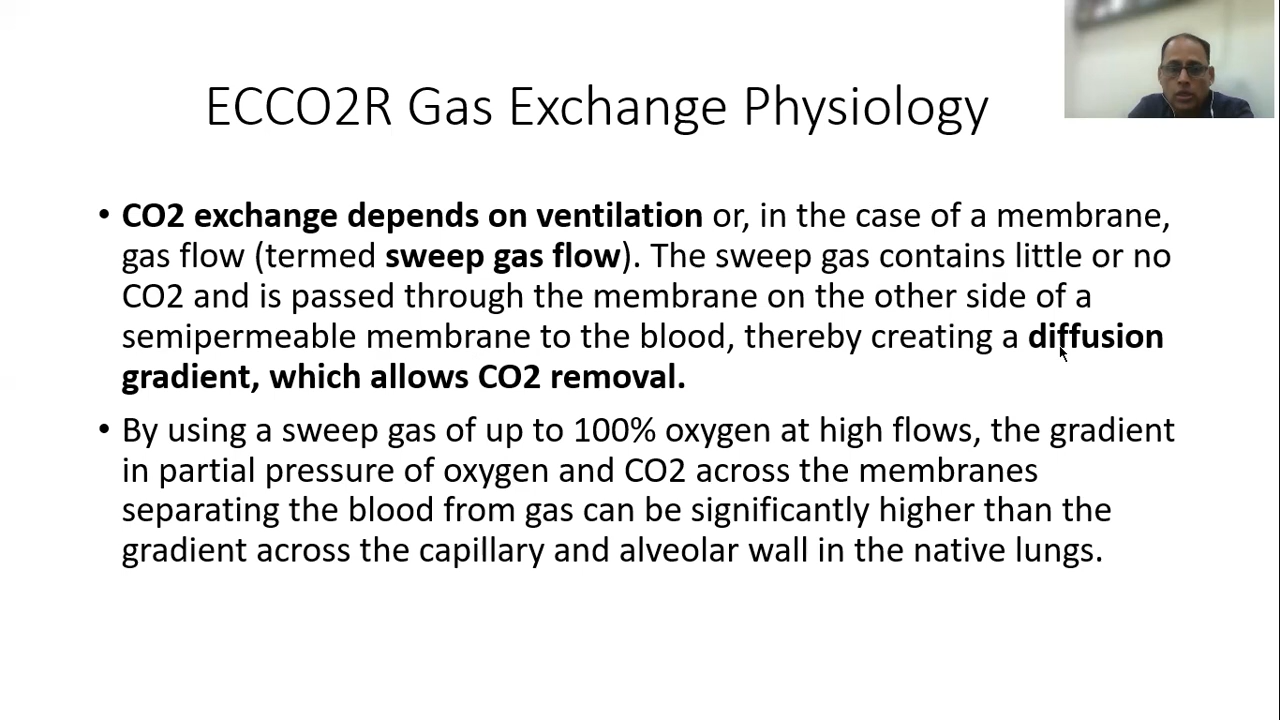 ECCO2R Gas Exchange Physiology
• CO2 exchange depends on ventilation or, in the case of a membrane,
gas flow (termed sweep gas flow). The sweep gas contains little or no
CO2 and is passed through the membrane on the other side of a
semipermeable membrane to the blood, thereby creating a diffusion
gradient, which allows CO2 removal.
• By using a sweep gas of up to 100% oxygen at high flows, the gradient
in partial pressure of oxygen and CO2 across the membranes
separating the blood from gas can be significantly higher than the
gradient across the capillary and alveolar wall in the native lungs.